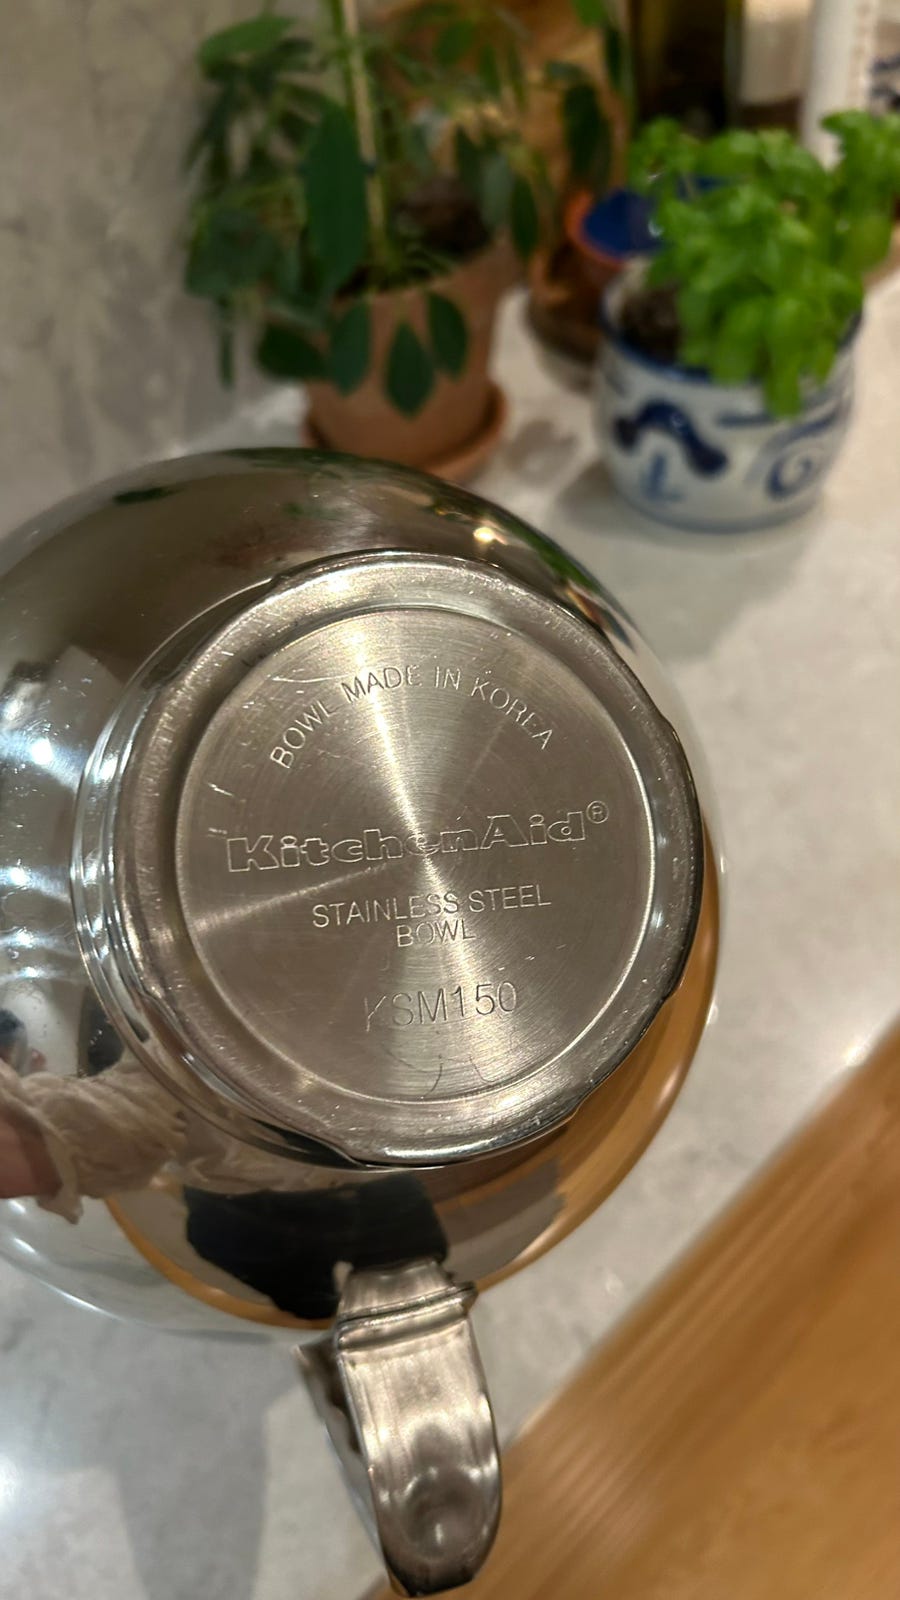 BOWL MADE IN KOREA
KitchenAid®
STAINLESS STEEL
BOWL
KSM150